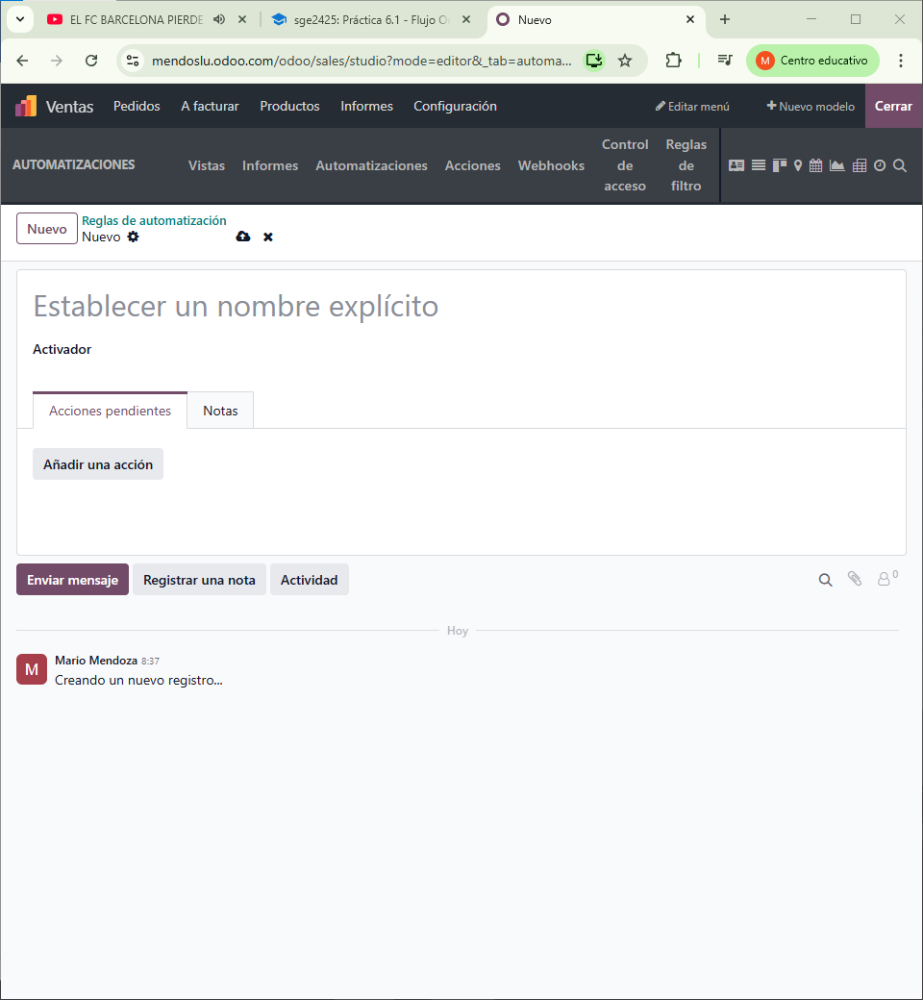 EL FC BARCELONA PIERDE
sge2425: Práctica 6.1 - Flujo O
Nuevo
mendoslu.odoo.com/odoo/sales/studio?mode=editor&_tab=automa...
M
Centro educativo
Ventas
Pedidos
A facturar
Productos
Informes
Configuración
Editar menú
Nuevo modelo
Cerrar
AUTOMATIZACIONES
Vistas
Informes
Automatizaciones
Acciones
Webhooks
Control
de
acceso
Reglas
de
filtro
Nuevo
Reglas de automatización
Nuevo
Establecer un nombre explícito
Activador
Acciones pendientes
Notas
Añadir una acción
Enviar mensaje
Registrar una nota
Actividad
0
Hoy
M
Mario Mendoza 8:37
Creando un nuevo registro...